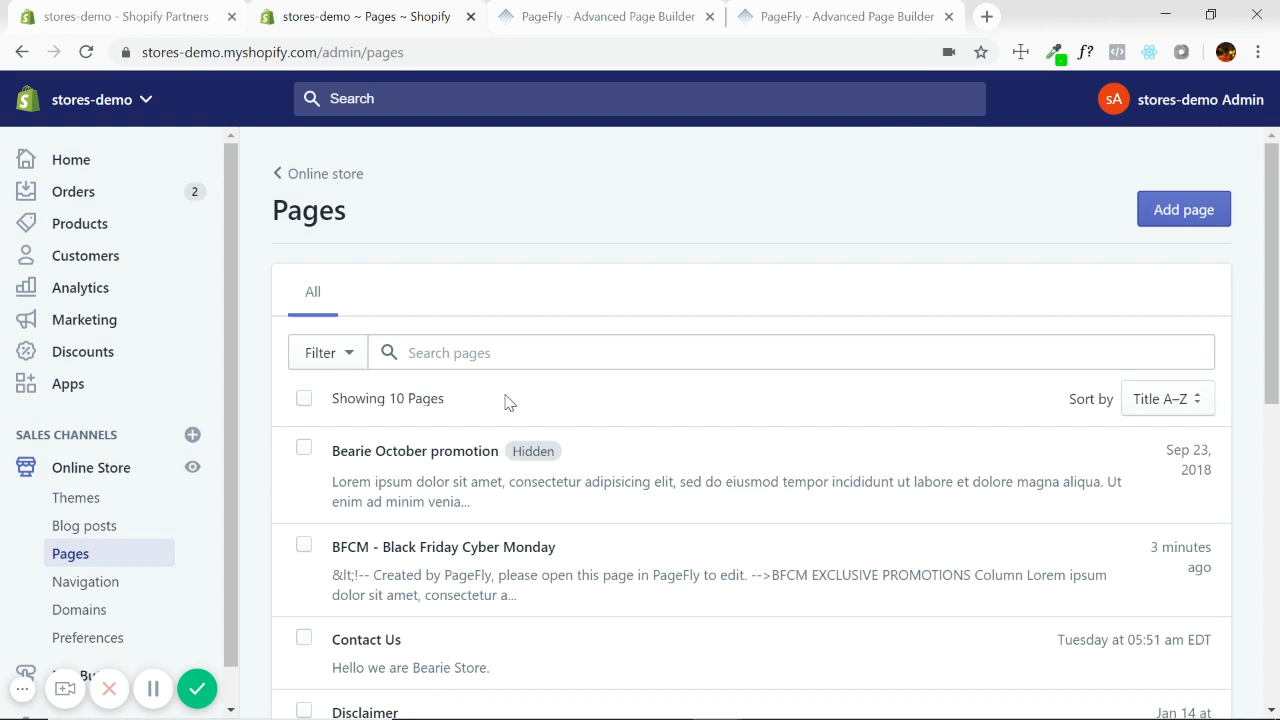 stores-demo - Shopify Partners
stores-demo ~ Pages ~ Shopify
PageFly - Advanced Page Builder
PageFly - Advanced Page Builder
stores-demo.myshopify.com/admin/pages
f?
stores-demo
Search
sA
stores-demo Admin
Home
Orders 2
Products
Customers
Analytics
Marketing
Discounts
Apps
SALES CHANNELS
Online Store
Themes
Blog posts
Pages
Navigation
Domains
Preferences
Online store
Pages
Add page
All
Filter
Search pages
Showing 10 Pages
Sort by
Title A–Z
Bearie October promotion Hidden
Sep 23,
2018
Lorem ipsum dolor sit amet, consectetur adipisicing elit, sed do eiusmod tempor incididunt ut labore et dolore magna aliqua. Ut
enim ad minim venia...
BFCM - Black Friday Cyber Monday
3 minutes
ago
&lt;!-- Created by PageFly, please open this page in PageFly to edit. -->BFCM EXCLUSIVE PROMOTIONS Column Lorem ipsum
dolor sit amet, consectetur a...
Contact Us
Tuesday at 05:51 am EDT
Hello we are Bearie Store.
Disclaimer
Jan 14 at